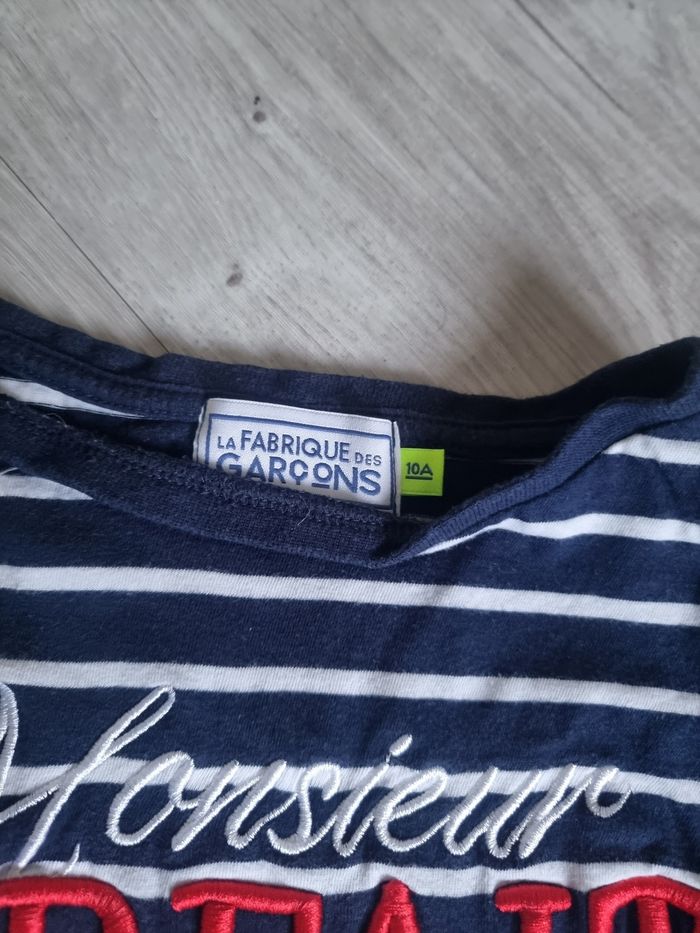 LA FABRIQUE DES
GARÇONS
10A
Monsieur